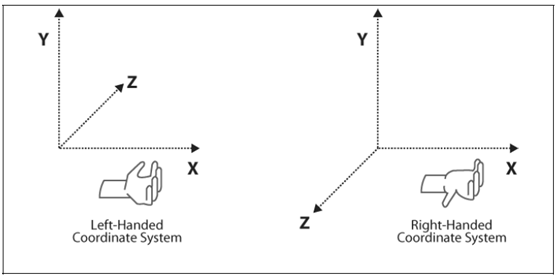 Y
Z
X
Left-Handed
Coordinate System
Y
X
Z
Right-Handed
Coordinate System